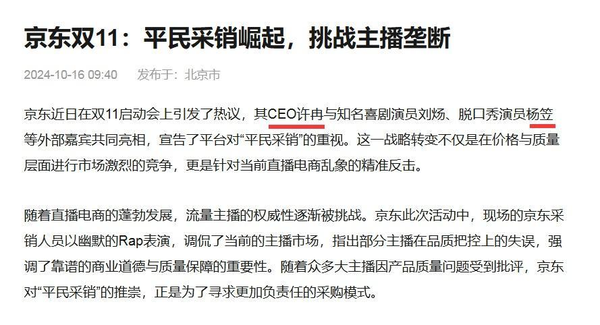 京东双11：平民采销崛起，挑战主播垄断
2024-10-16 09:40 发布于：北京市
京东近日在双11启动会上引发了热议，其CEO许冉与知名喜剧演员刘旸、脱口秀演员杨笠
等外部嘉宾共同亮相，宣告了平台对“平民采销”的重视。这一战略转变不仅是在价格与质量
层面进行市场激烈的竞争，更是针对当前直播电商乱象的精准反击。
随着直播电商的蓬勃发展，流量主播的权威性逐渐被挑战。京东此次活动中，现场的京东采
销人员以幽默的Rap表演，调侃了当前的主播市场，指出部分主播在品质把控上的失误，强
调了靠谱的商业道德与质量保障的重要性。随着众多大主播因产品质量问题受到批评，京东
对“平民采销”的推崇，正是为了寻求更加负责任的采购模式。